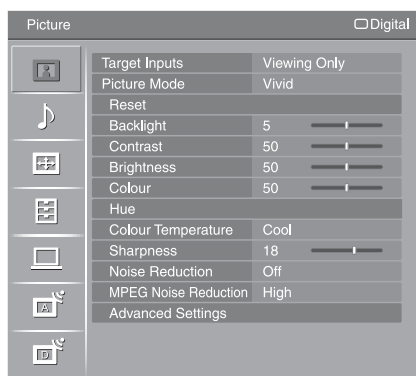 Picture Digital
Target Inputs Viewing Only
Picture Mode Vivid
Reset
Backlight 5
Contrast 50
Brightness 50
Colour 50
Hue
Colour Temperature Cool
Sharpness 18
Noise Reduction Off
MPEG Noise Reduction High
Advanced Settings
A
D